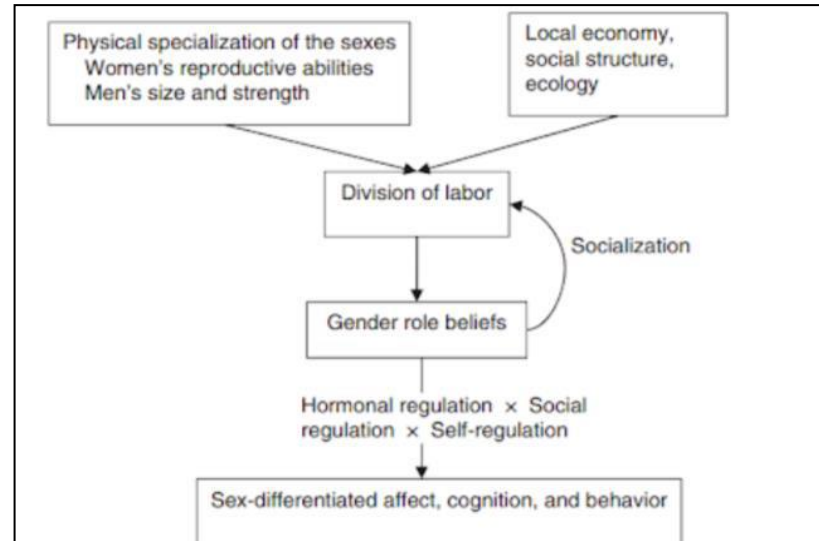 Physical specialization of the sexes
Women's reproductive abilities
Men's size and strength
Local economy,
social structure,
ecology
Division of labor
Socialization
Gender role beliefs
Hormonal regulation × Social
regulation × Self-regulation
Sex-differentiated affect, cognition, and behavior